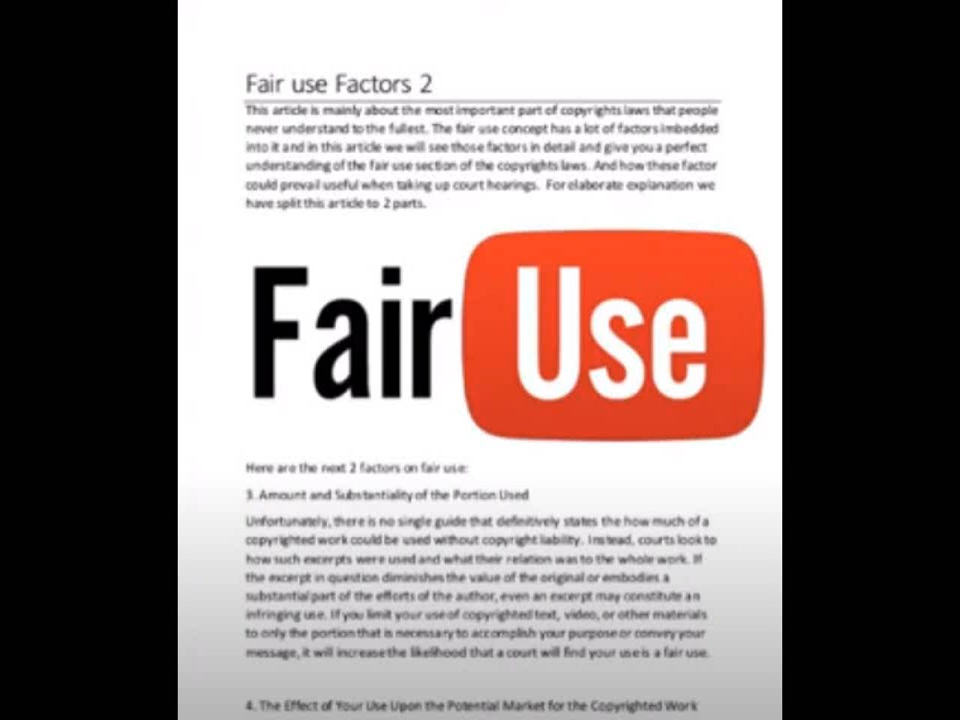 Fair use Factors 2
This article is mainly about the most important part of copyrights laws that people
never understand to the fullest. The fair use concept has a lot of factors imbedded
into it and in this article we will see those factors in detail and give you a perfect
understanding of the fair use section of the copyrights laws. And how these factor
could prevail useful when taking up court hearings. For elaborate explanation we
have split this article to 2 parts.
Fair Use
Here are the next 2 factors on fair use:
3. Amount and Substantiality of the Portion Used
Unfortunately, there is no single guide that definitively states the how much of a
copyrighted work could be used without copyright liability. Instead, courts look to
how such excerpts were used and what their relation was to the whole work. If
the excerpt in question diminishes the value of the original or embodies a
substantial part of the efforts of the author, even an excerpt may constitute an
infringing use. If you limit your use of copyrighted text, video, or other materials
to only the portion that is necessary to accomplish your purpose or convey your
message, it will increase the likelihood that a court will find your use is a fair use.
4. The Effect of Your Use Upon the Potential Market for the Copyrighted Work